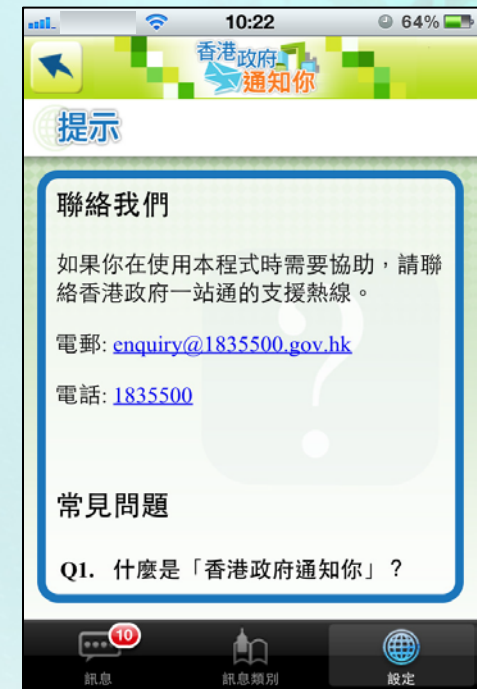 10:22
64%
香港政府
通知你
提示
聯絡我們
如果你在使用本程式時需要協助，請聯
絡香港政府一站通的支援熱線。
電郵: enquiry@1835500.gov.hk
電話: 1835500
常見問題
Q1. 什麼是「香港政府通知你」？
10
訊息
訊息類別
設定